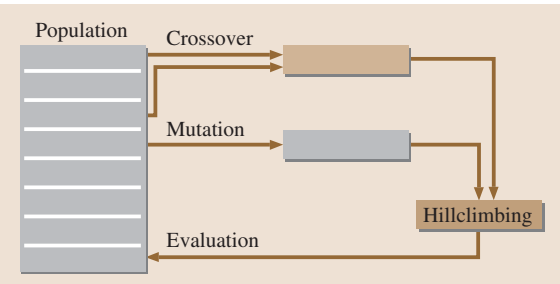 Population
Crossover
Mutation
Hillclimbing
Evaluation